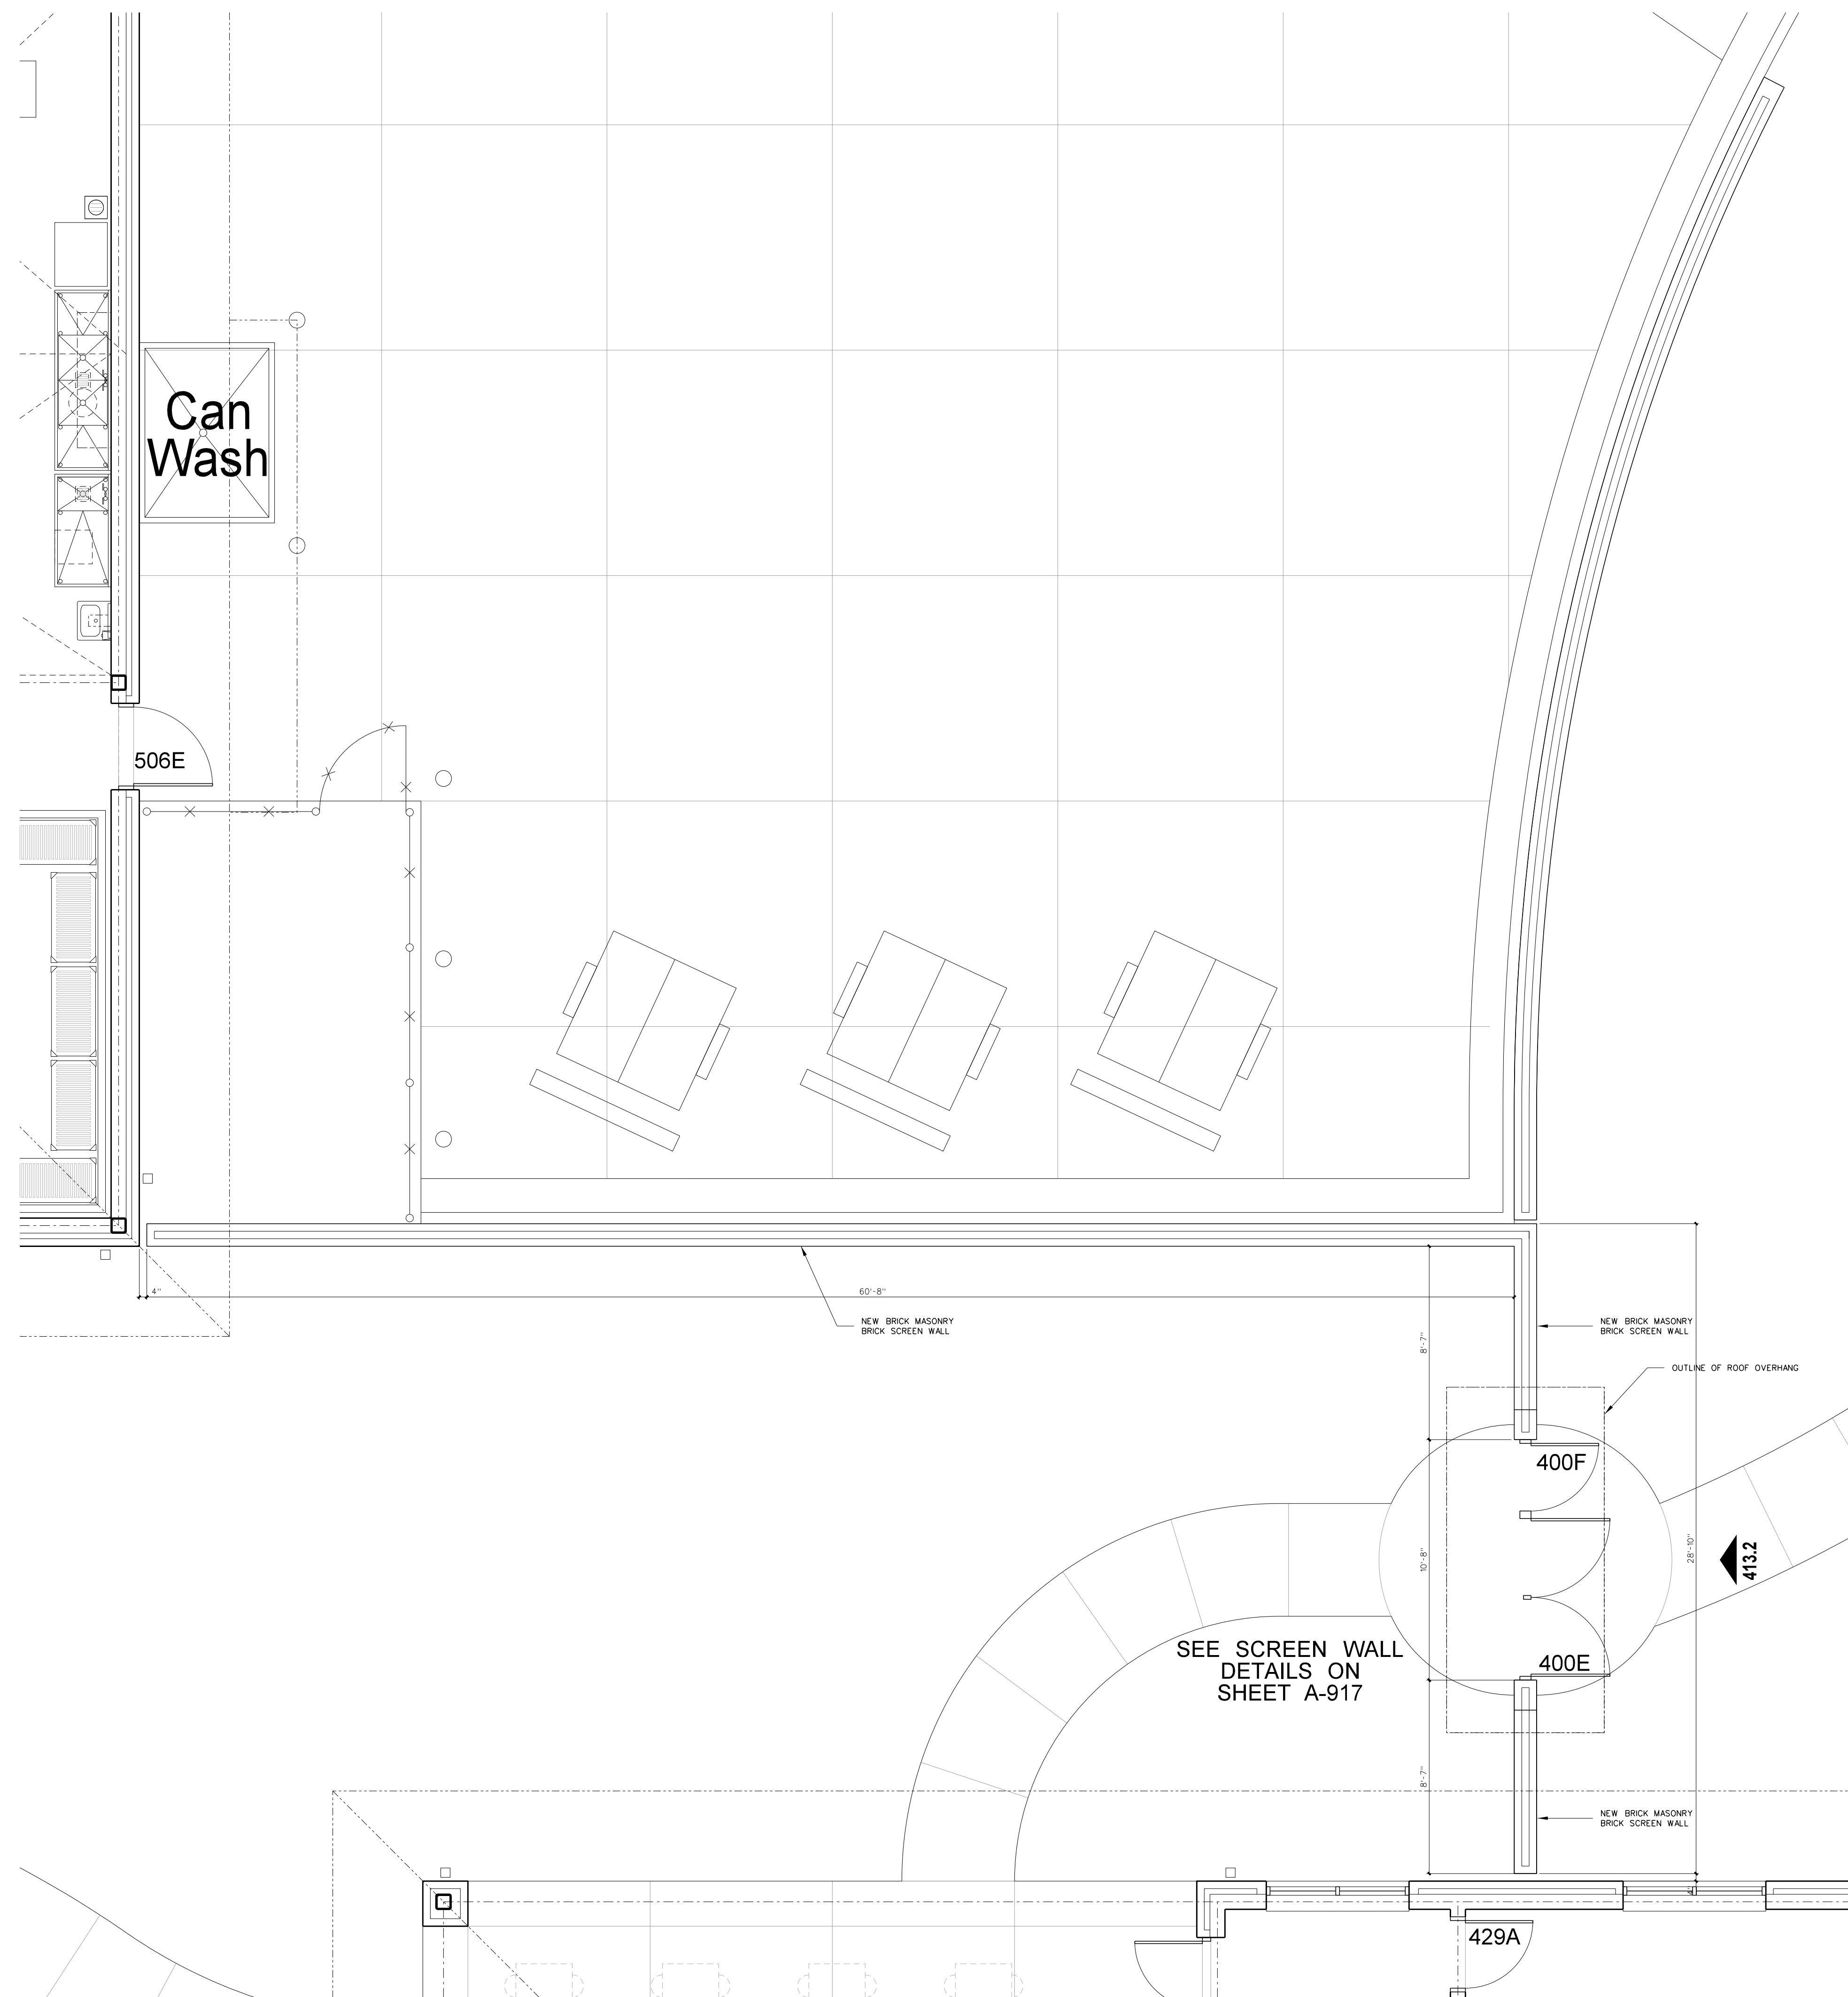 Can
Wash
506E
4"
60'-8"
NEW BRICK MASONRY
BRICK SCREEN WALL
8'-7"
NEW BRICK MASONRY
BRICK SCREEN WALL
OUTLINE OF ROOF OVERHANG
400F
10'-8"
28'-10"
413.2
SEE SCREEN WALL
DETAILS ON
SHEET A-917
400E
8'-7"
NEW BRICK MASONRY
BRICK SCREEN WALL
4"
429A